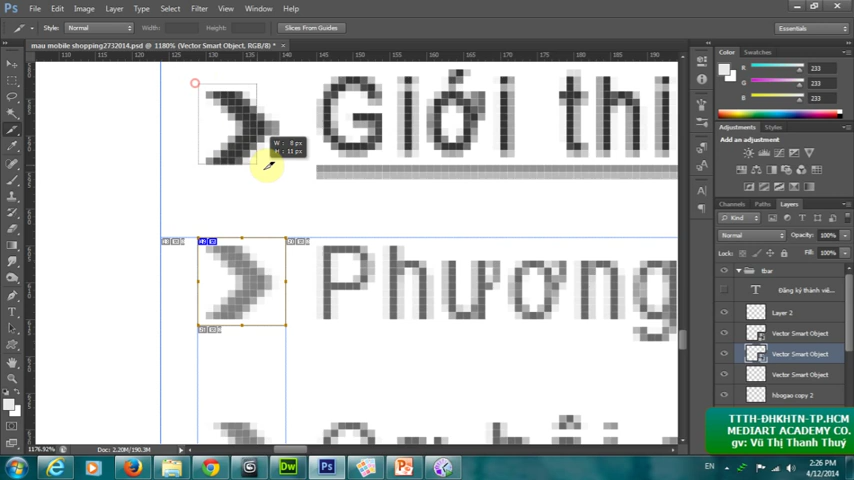 Ps File Edit Image Layer Type Select Filter View Window Help
Style: Normal Width: Height: Slices From Guides Essentials
mau mobile shopping2732014.psd @ 1180% (Vector Smart Object, RGB/8) *
Color Swatches
R 233
G 233
B 233
Adjustments Styles
Channels Paths Layers
Kind
Normal Opacity: 100%
Lock: Fill: 100%
tbar
T Đăng ký thành viê...
Layer 2
Vector Smart Object
Vector Smart Object
Vector Smart Object
hbogao copy 2
Giới thi
W: 8 px
H: 11 px
Phương
1176.92% Doc: 2.20M/190.3M
TTTH-ĐHKHTN-TP.HCM
MEDIART ACADEMY CO.
gv: Vũ Thị Thanh Thuý
Dw Ps
EN 2:26 PM
4/12/2014